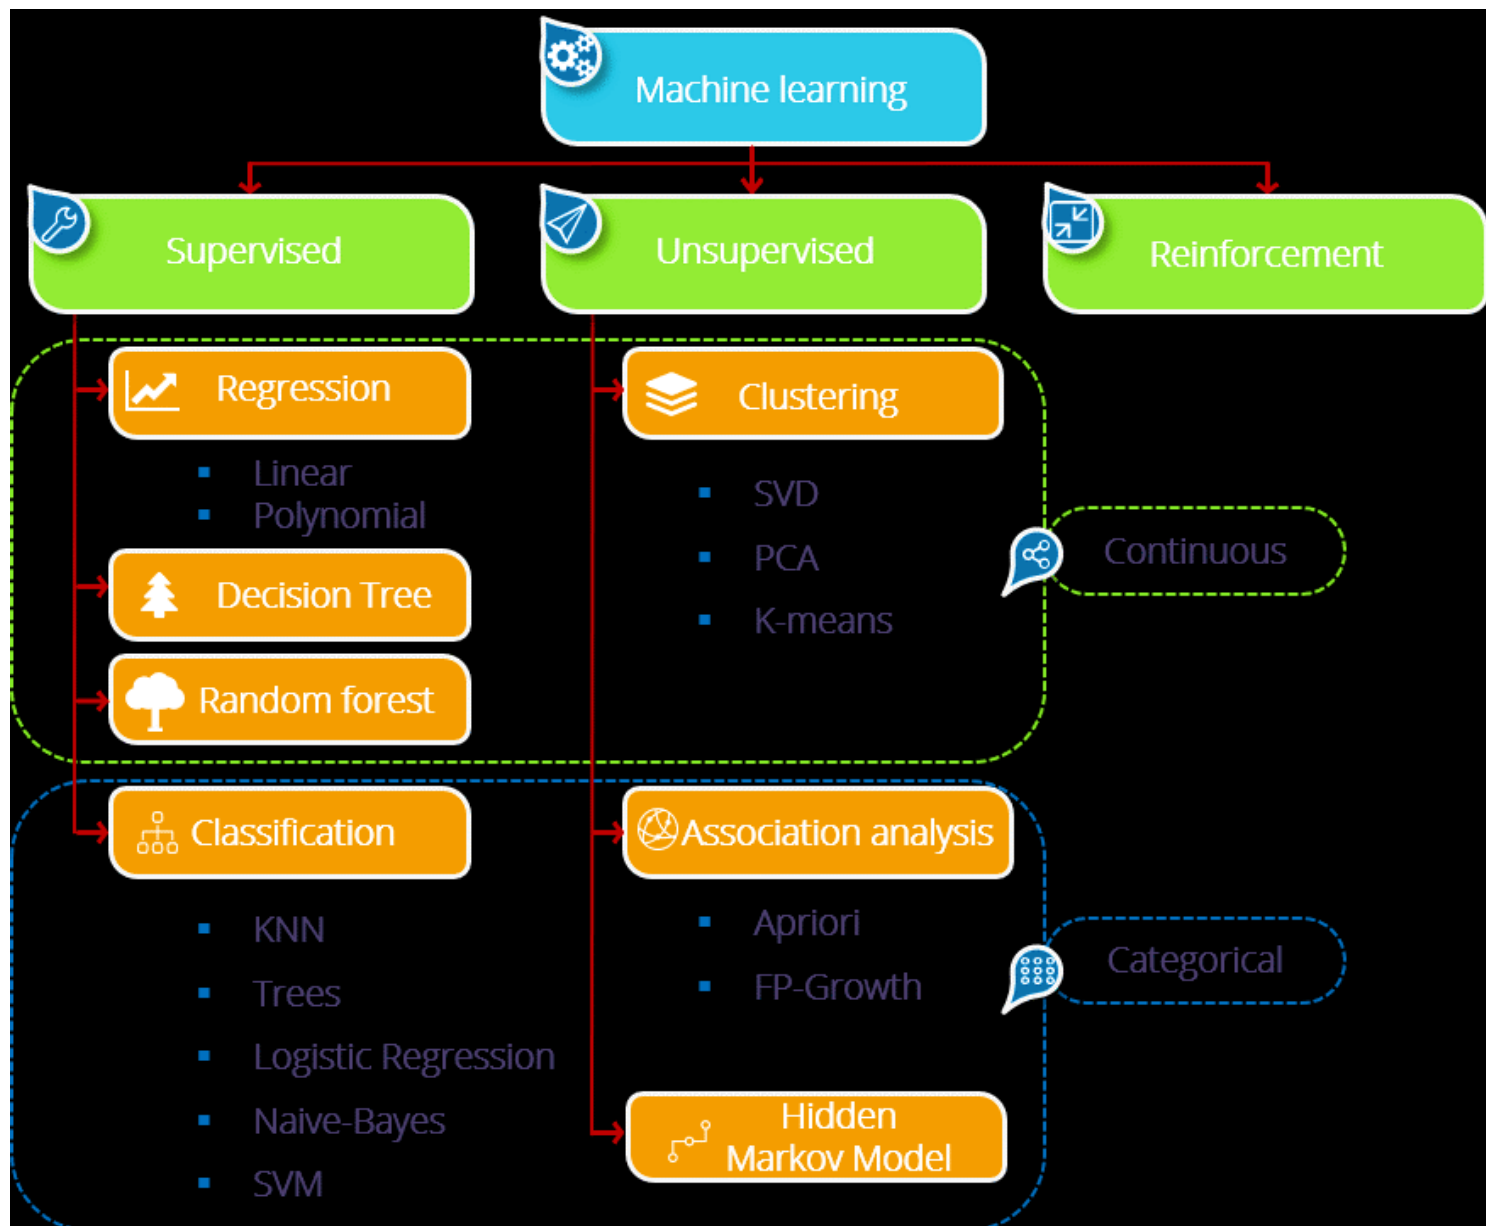 Machine learning
Supervised
Unsupervised
Reinforcement
Regression
Linear
Polynomial
Decision Tree
Random forest
Clustering
SVD
PCA
K-means
Continuous
Classification
KNN
Trees
Logistic Regression
Naive-Bayes
SVM
Association analysis
Apriori
FP-Growth
Hidden
Markov Model
Categorical